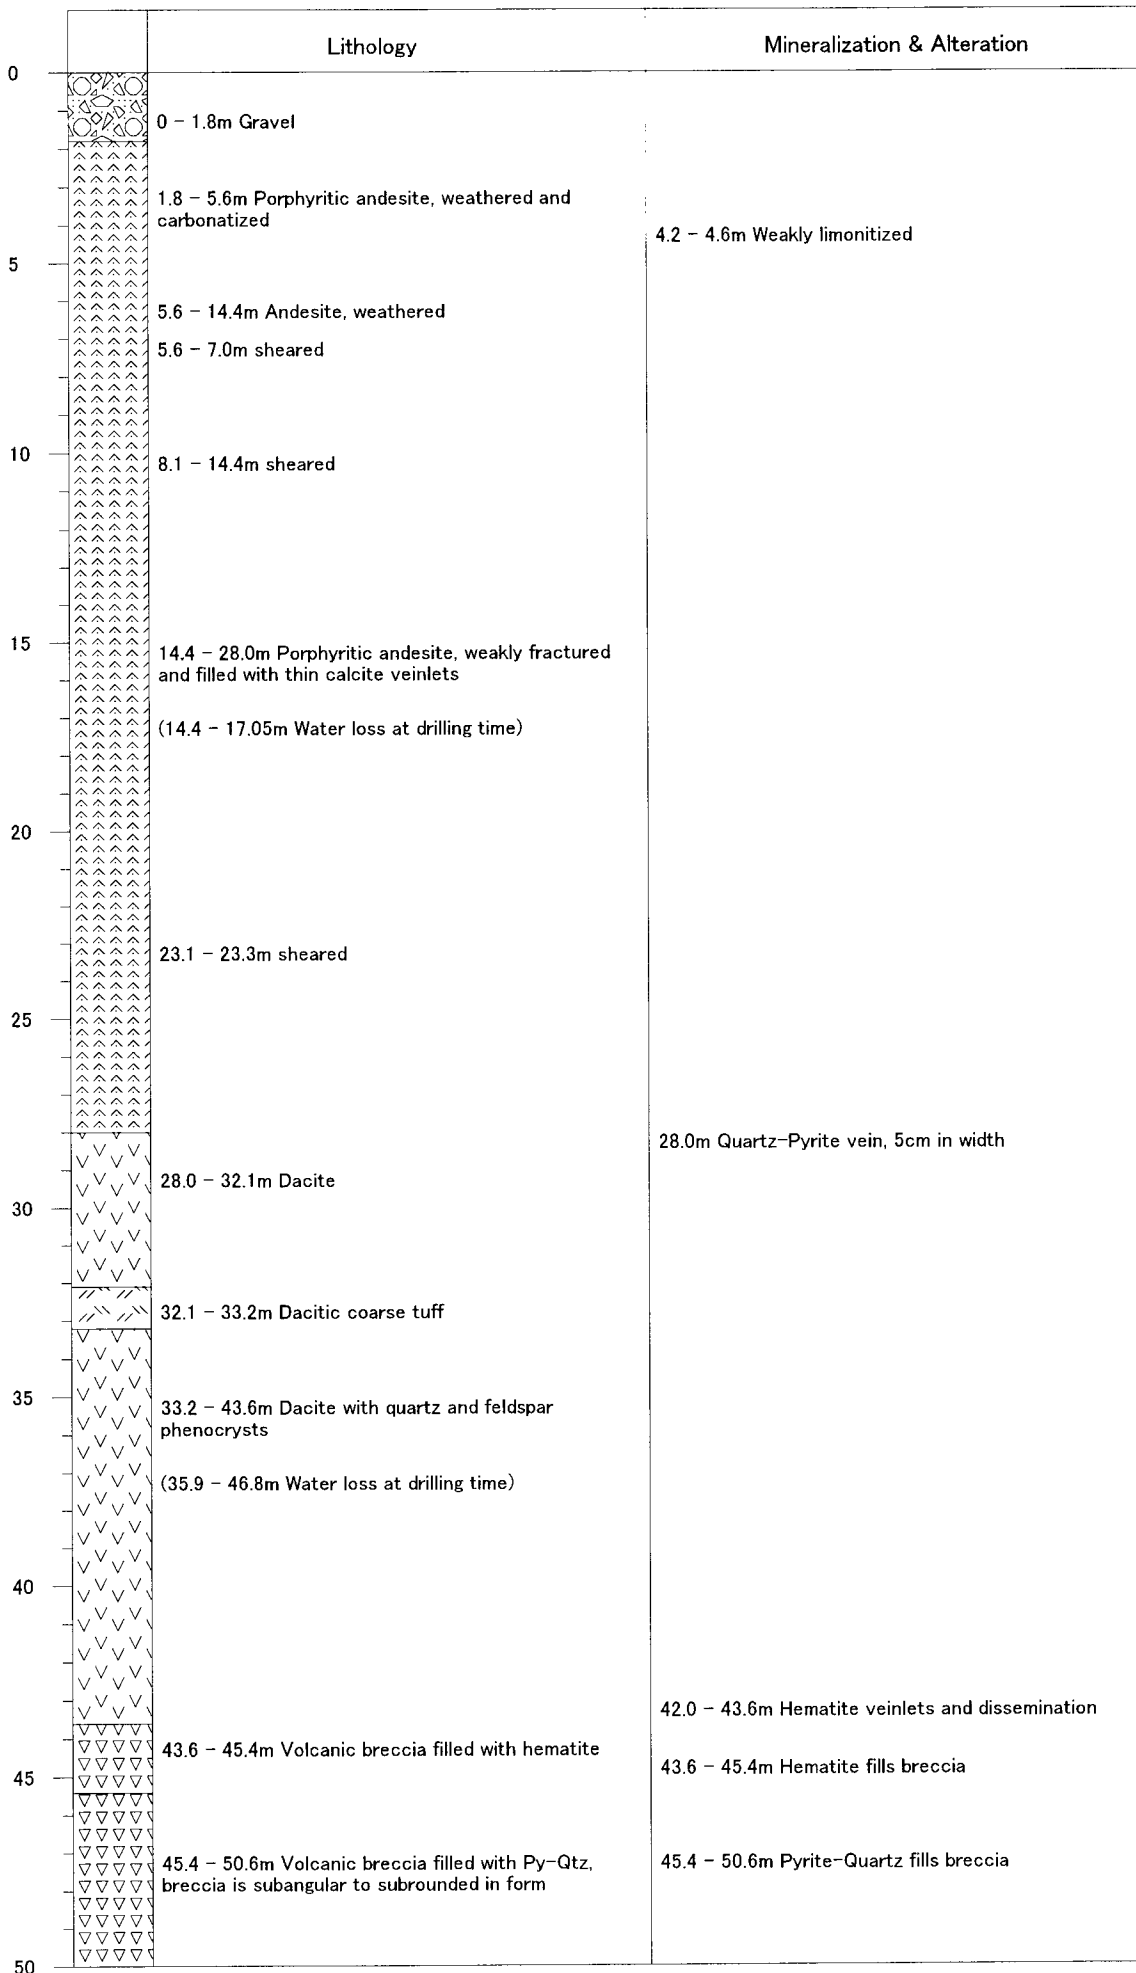 Lithology
Mineralization & Alteration
0
0 - 1.8m Gravel
1.8 - 5.6m Porphyritic andesite, weathered and
carbonatized
4.2 - 4.6m Weakly limonitized
5
5.6 - 14.4m Andesite, weathered
5.6 - 7.0m sheared
10
8.1 - 14.4m sheared
15
14.4 - 28.0m Porphyritic andesite, weakly fractured
and filled with thin calcite veinlets
(14.4 - 17.05m Water loss at drilling time)
20
23.1 - 23.3m sheared
25
28.0m Quartz-Pyrite vein, 5cm in width
28.0 - 32.1m Dacite
30
32.1 - 33.2m Dacitic coarse tuff
35
33.2 - 43.6m Dacite with quartz and feldspar
phenocrysts
(35.9 - 46.8m Water loss at drilling time)
40
42.0 - 43.6m Hematite veinlets and dissemination
43.6 - 45.4m Volcanic breccia filled with hematite
43.6 - 45.4m Hematite fills breccia
45
45.4 - 50.6m Volcanic breccia filled with Py-Qtz,
breccia is subangular to subrounded in form
45.4 - 50.6m Pyrite-Quartz fills breccia
50